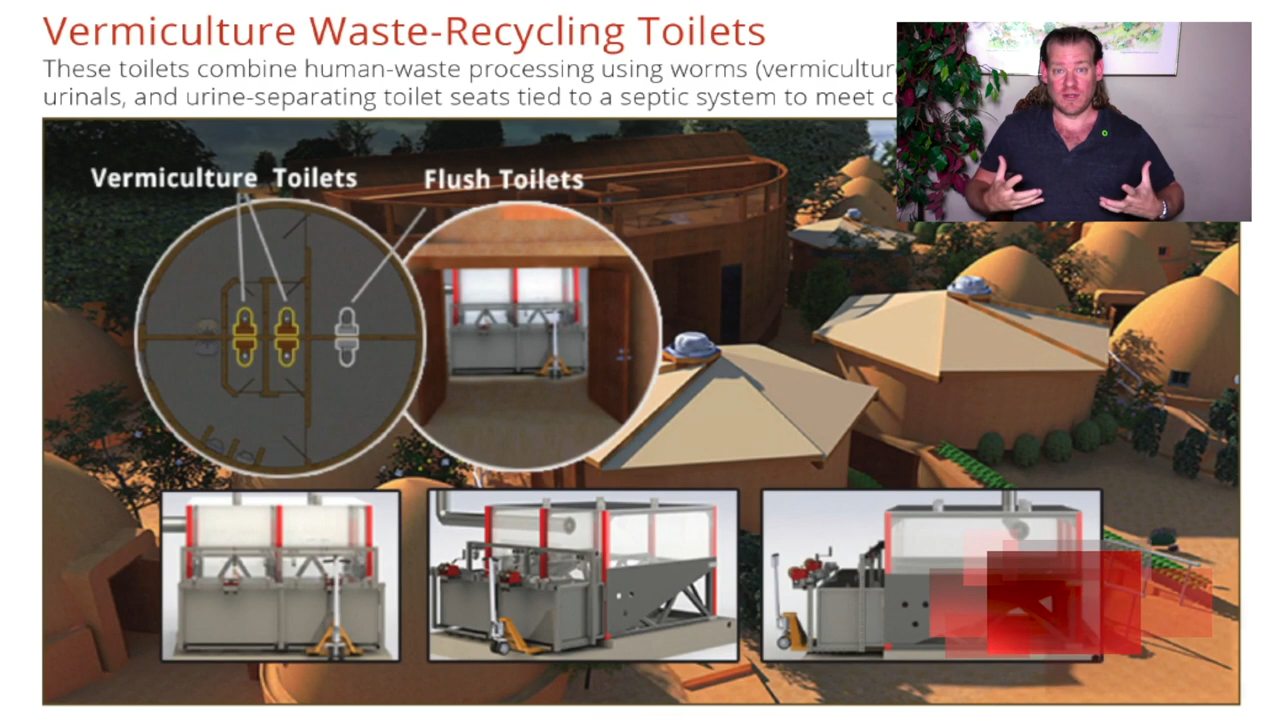 Vermiculture Waste-Recycling Toilets
These toilets combine human-waste processing using worms (vermicultur
urinals, and urine-separating toilet seats tied to a septic system to meet c
Vermiculture Toilets
Flush Toilets